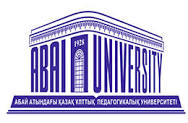 1928
ABAI UNIVERSITY
АБАЙ АТЫНДАҒЫ ҚАЗАҚ ҰЛТТЫҚ ПЕДАГОГИКАЛЫҚ УНИВЕРСИТЕТІ